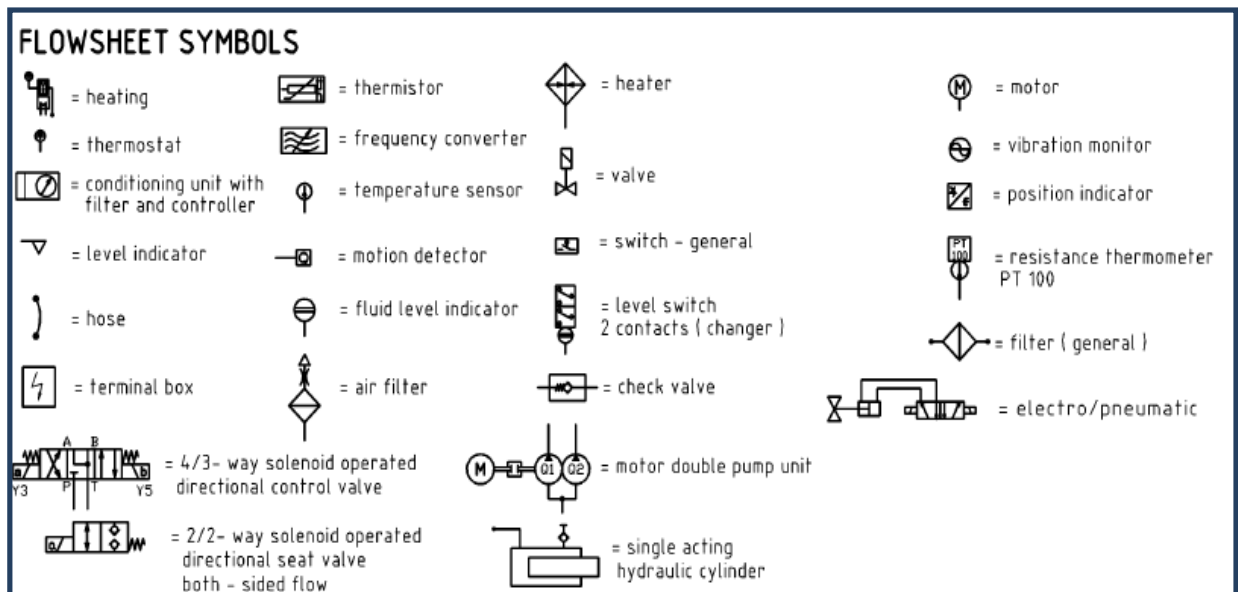 FLOWSHEET SYMBOLS
= heating
= thermostat
= conditioning unit with
filter and controller
= level indicator
= hose
= terminal box
A B
a b
Y3 P T Y5
= 4/3- way solenoid operated
directional control valve
a
= 2/2- way solenoid operated
directional seat valve
both - sided flow
= thermistor
= frequency converter
= temperature sensor
= motion detector
= fluid level indicator
= air filter
= heater
= valve
= switch - general
= level switch
2 contacts ( changer )
= check valve
M Q1 Q2 = motor double pump unit
= single acting
hydraulic cylinder
M = motor
= vibration monitor
= position indicator
PT
100
= resistance thermometer
PT 100
= filter ( general )
= electro/pneumatic